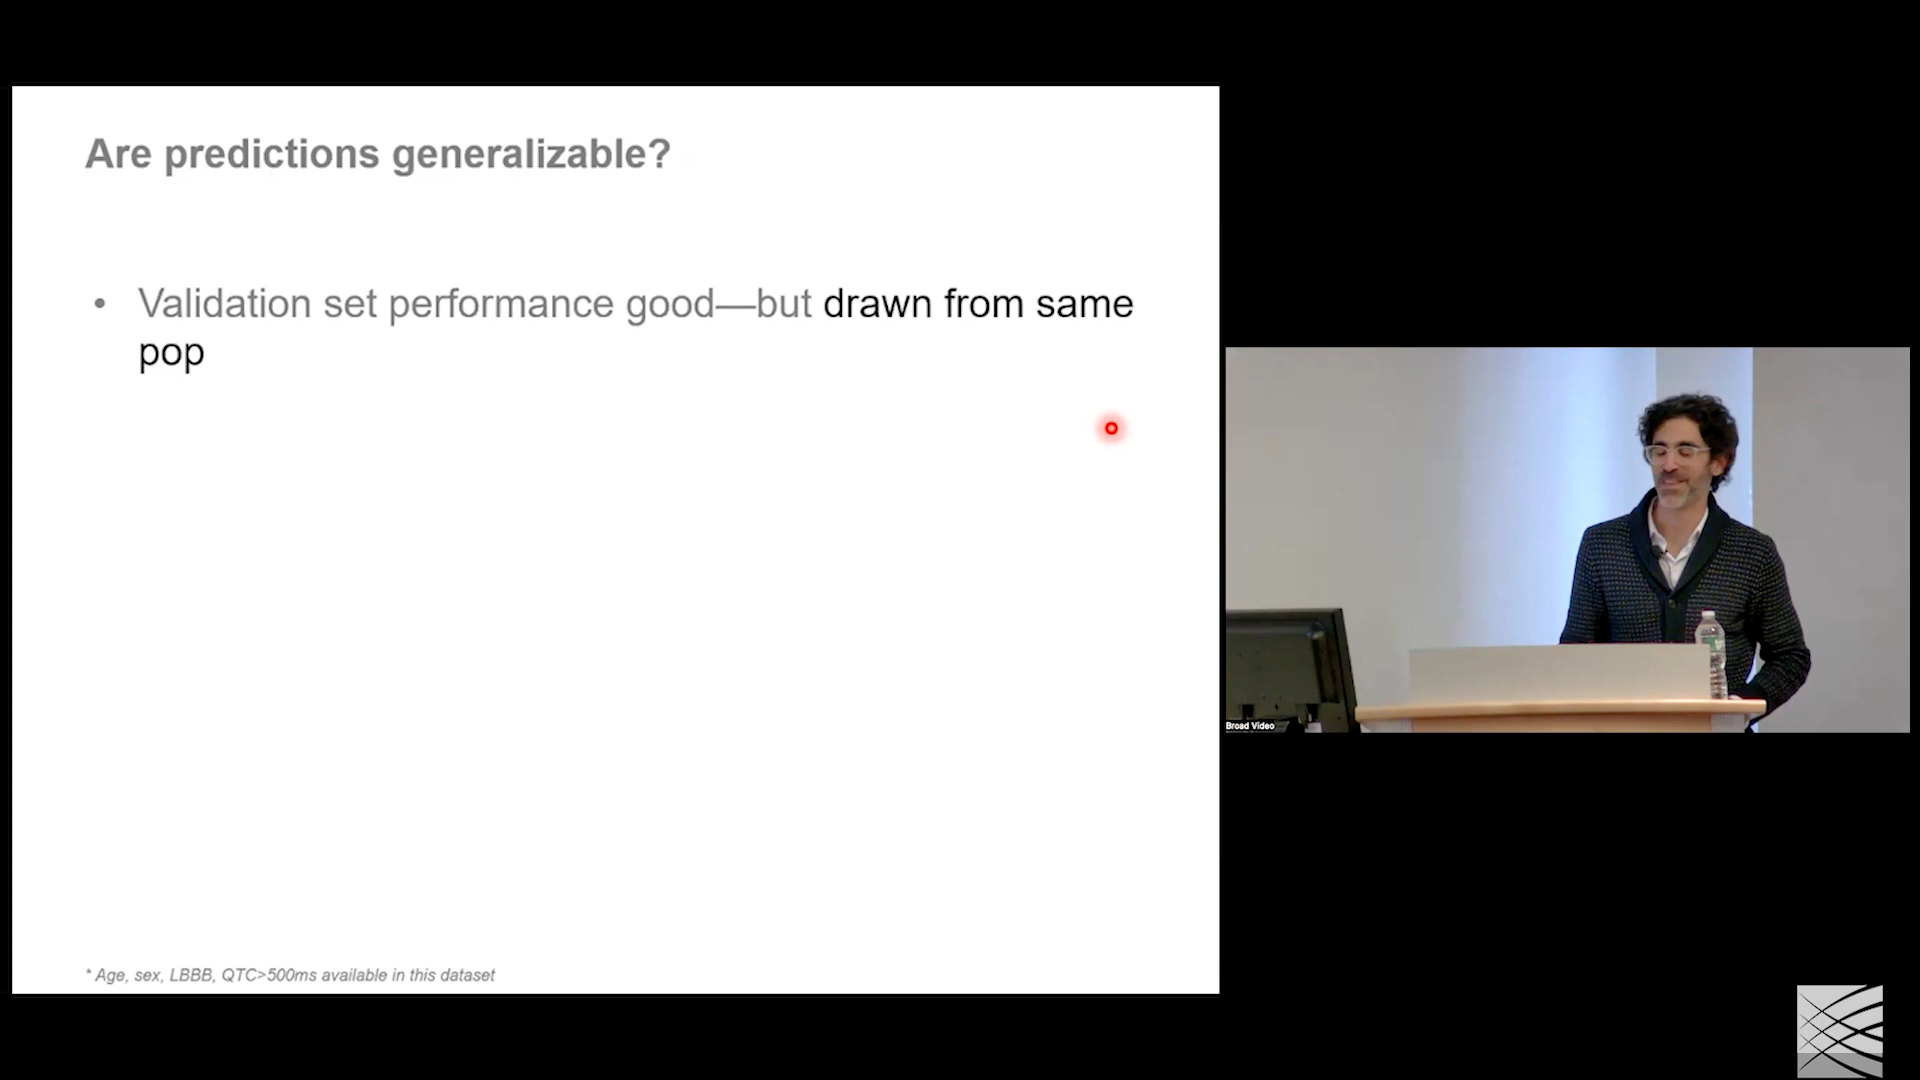 Are predictions generalizable?
• Validation set performance good—but drawn from same
pop
* Age, sex, LBBB, QTC>500ms available in this dataset
Broad Video